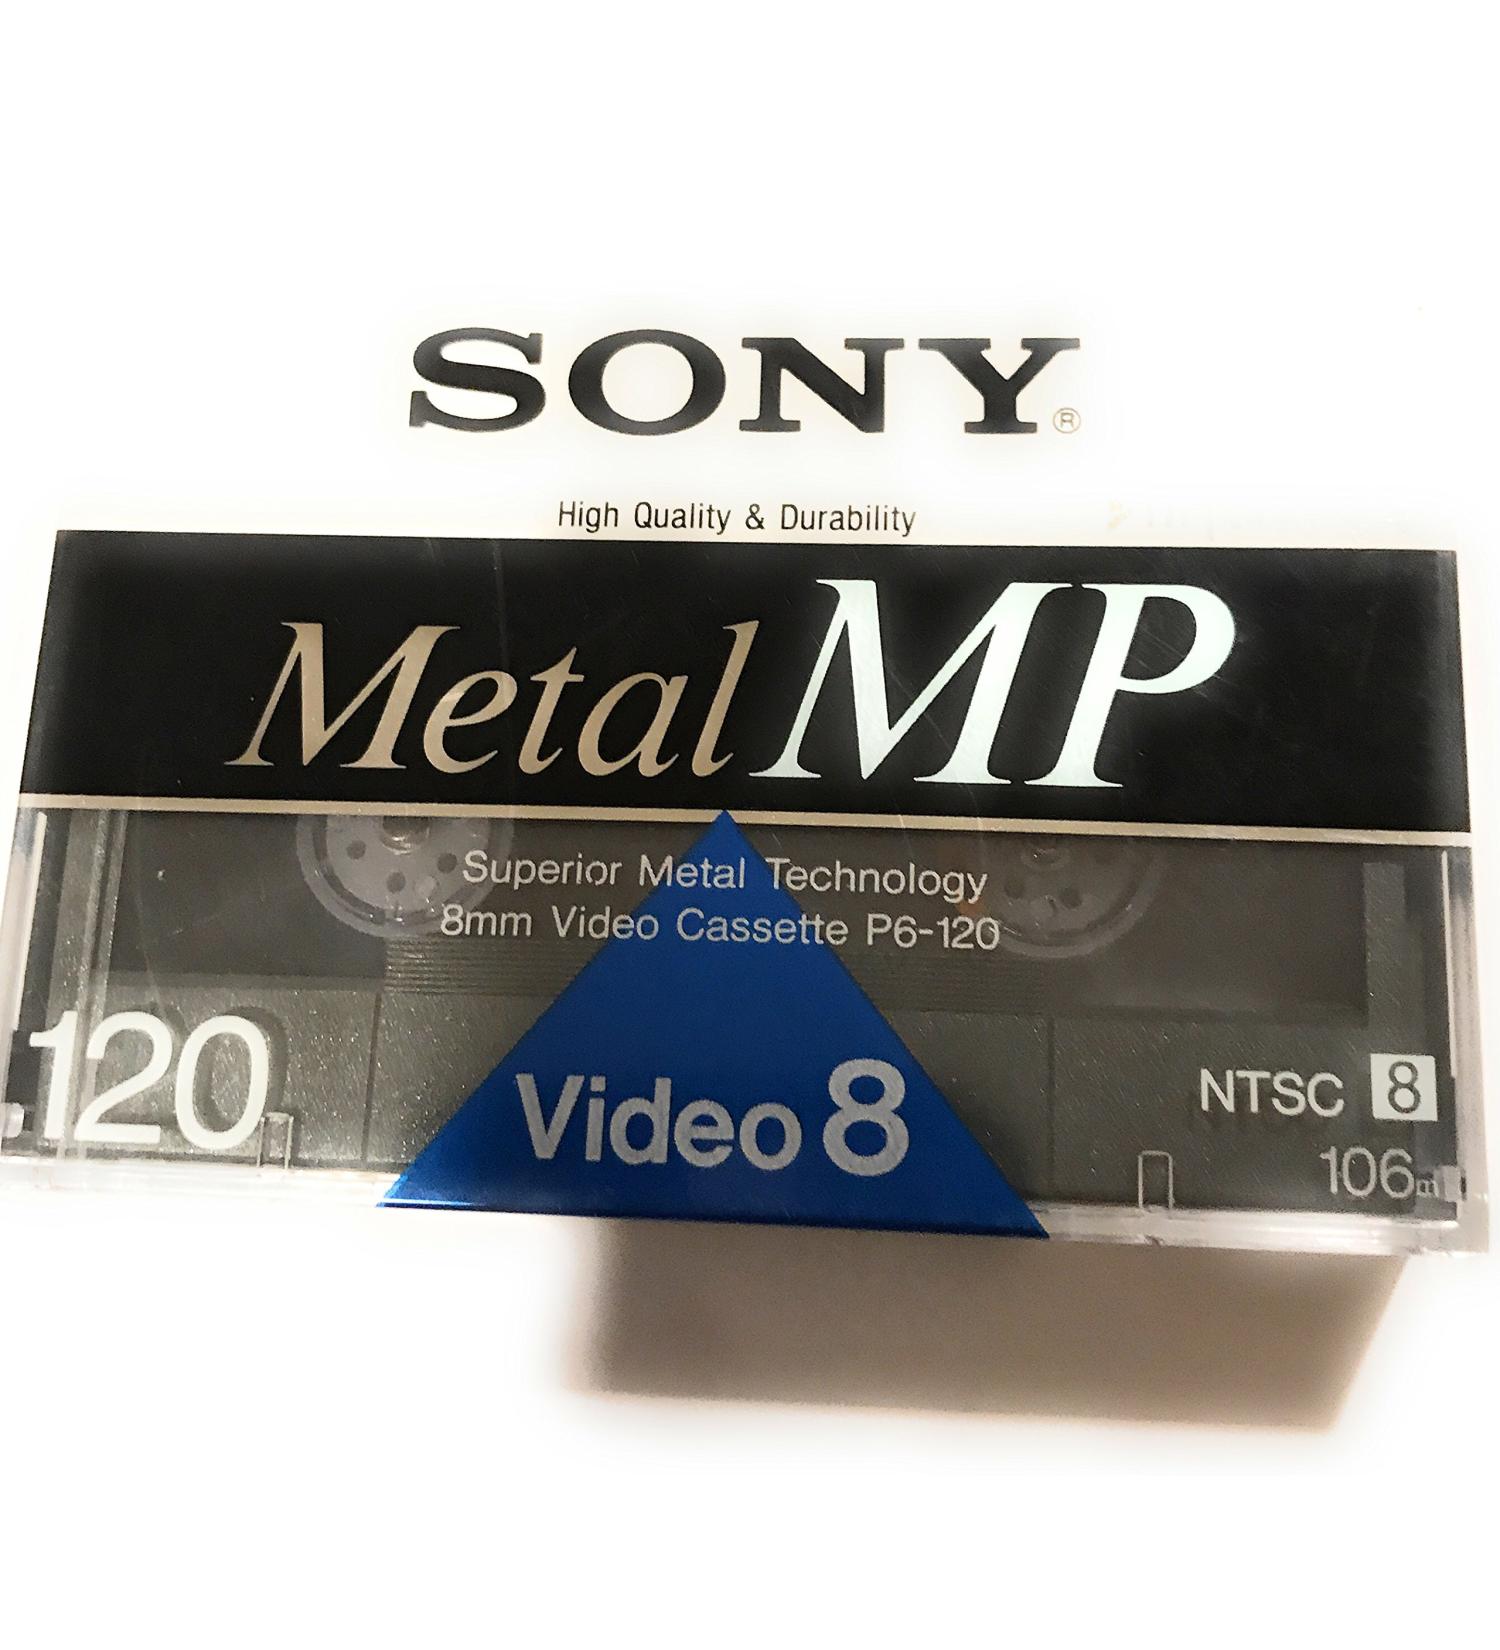 SONY®
High Quality & Durability
Metal MP
Superior Metal Technology
8mm Video Cassette P6-120
120
Video 8
NTSC 8
106m